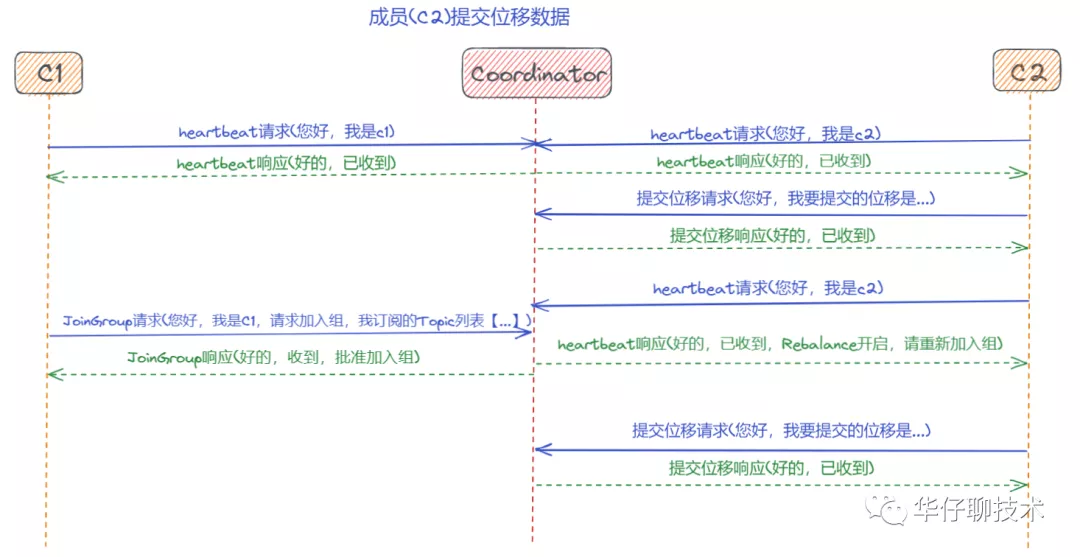 成员(C2)提交位移数据
C1
Coordinator
C2
heartbeat请求(您好，我是c1)
heartbeat请求(您好，我是c2)
heartbeat响应(好的，已收到)
heartbeat响应(好的，已收到)
提交位移请求(您好，我要提交的位移是...)
提交位移响应(好的，已收到)
heartbeat请求(您好，我是c2)
JoinGroup请求(您好，我是C1，请求加入组，我订阅的Topic列表【...】)
heartbeat响应(好的，已收到，Rebalance开启，请重新加入组)
JoinGroup响应(好的，收到，批准加入组)
提交位移请求(您好，我要提交的位移是...)
提交位移响应(好的，已收到)
华仔聊技术